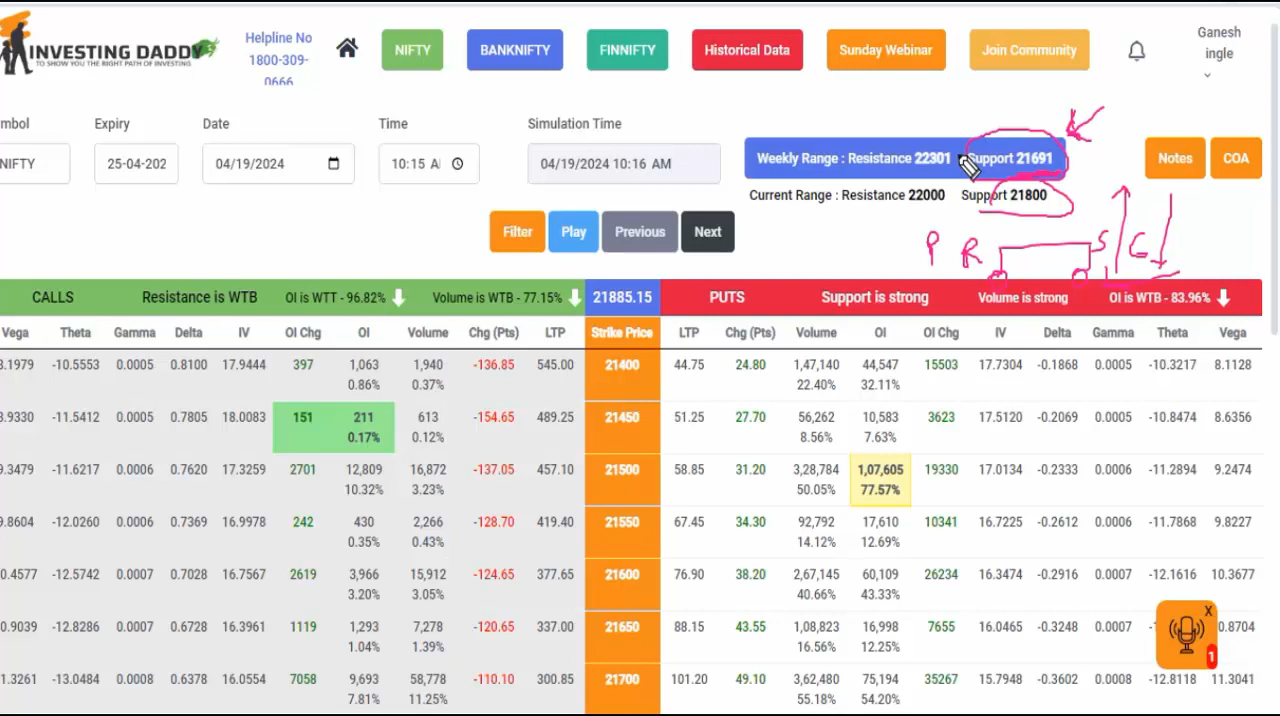 INVESTING DADDY
TO SHOW YOU THE RIGHT PATH OF INVESTING
Helpline No
1800-309-
0666
NIFTY
BANKNIFTY
FINNIFTY
Historical Data
Sunday Webinar
Join Community
Ganesh
ingle
mbol
Expiry
Date
Time
Simulation Time
NIFTY
25-04-202
04/19/2024
10:15 A
04/19/2024 10:16 AM
Weekly Range : Resistance 22301 Support 21691
Current Range : Resistance 22000 Support 21800
Notes
COA
Filter
Play
Previous
Next
P R S
CALLS Resistance is WTB OI is WTT - 96.82% Volume is WTB - 77.15% 21885.15 PUTS Support is strong Volume is strong OI is WTB - 83.96%
Vega Theta Gamma Delta IV OI Chg OI Volume Chg (Pts) LTP Strike Price LTP Chg (Pts) Volume OI OI Chg IV Delta Gamma Theta Vega
3.1979 -10.5553 0.0005 0.8100 17.9444 397 1,063 1,940 -136.85 545.00 21400 44.75 24.80 1,47,140 44,547 15503 17.7304 -0.1868 0.0005 -10.3217 8.1128
0.86% 0.37% 22.40% 32.11%
3.9330 -11.5412 0.0005 0.7805 18.0083 151 211 613 -154.65 489.25 21450 51.25 27.70 56,262 10,583 3623 17.5120 -0.2069 0.0005 -10.8474 8.6356
0.17% 0.12% 8.56% 7.63%
9.3479 -11.6217 0.0006 0.7620 17.3259 2701 12,809 16,872 -137.05 457.10 21500 58.85 31.20 3,28,784 1,07,605 19330 17.0134 -0.2333 0.0006 -11.2894 9.2474
10.32% 3.23% 50.05% 77.57%
9.8604 -12.0260 0.0006 0.7369 16.9978 242 430 2,266 -128.70 419.40 21550 67.45 34.30 92,792 17,610 10341 16.7225 -0.2612 0.0006 -11.7868 9.8227
0.35% 0.43% 14.12% 12.69%
0.4577 -12.5742 0.0007 0.7028 16.7567 2619 3,966 15,912 -124.65 377.65 21600 76.90 38.20 2,67,145 60,109 26234 16.3474 -0.2916 0.0007 -12.1616 10.3677
3.20% 3.05% 40.66% 43.33%
0.9039 -12.8286 0.0007 0.6728 16.3961 1119 1,293 7,278 -120.65 337.00 21650 88.15 43.55 1,08,823 16,998 7655 16.0465 -0.3248 0.0007 0.8704
1.04% 1.39% 16.56% 12.25%
X
1
1.3261 -13.0484 0.0008 0.6378 16.0554 7058 9,693 58,778 -110.10 300.85 21700 101.20 49.10 3,62,480 75,194 35267 15.7948 -0.3602 0.0008 -12.8118 11.3041
7.81% 11.25% 55.18% 54.20%